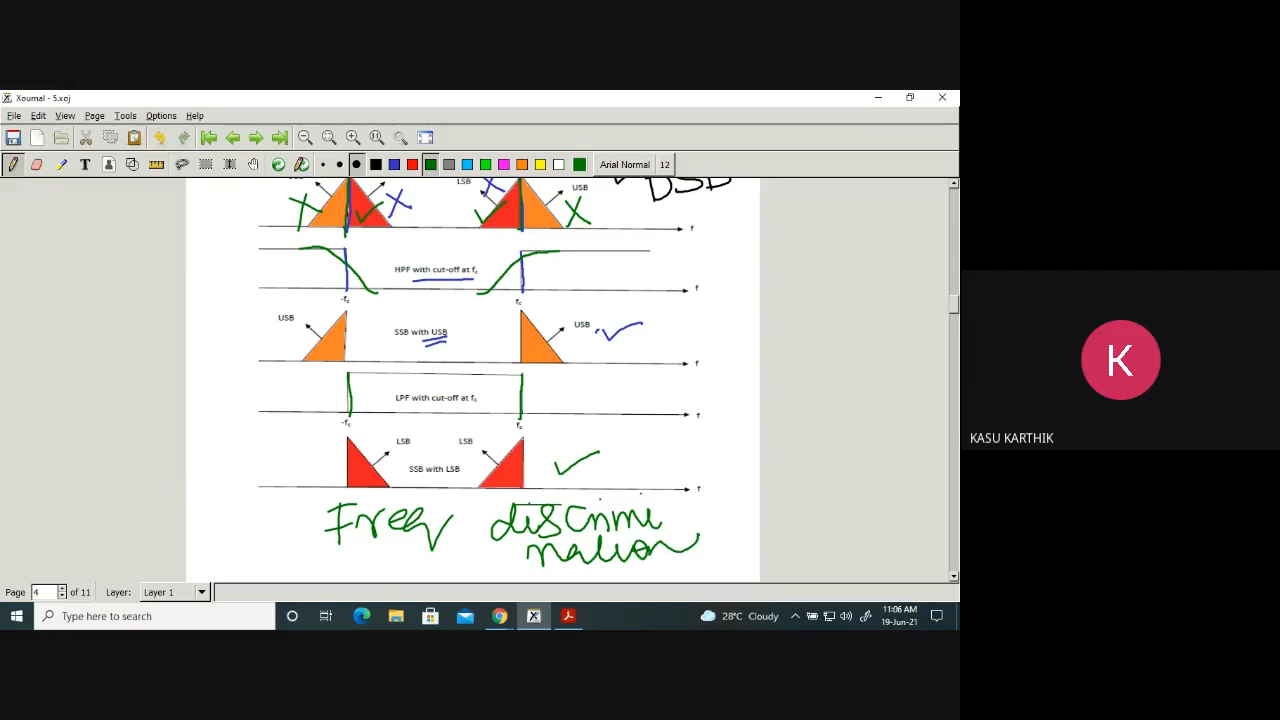 Xournal - 5.xoj
File Edit View Page Tools Options Help
Arial Normal 12
LSB USB DSB
X X X X
f
HPF with cut-off at fc
f
-fc fc
USB SSB with USB USB
f
LPF with cut-off at fc
f
-fc fc
LSB LSB
SSB with LSB
f
Freq discrimi
nation
Page 4 of 11 Layer: Layer 1
Type here to search
28°C Cloudy
11:06 AM
19-Jun-21
K
KASU KARTHIK